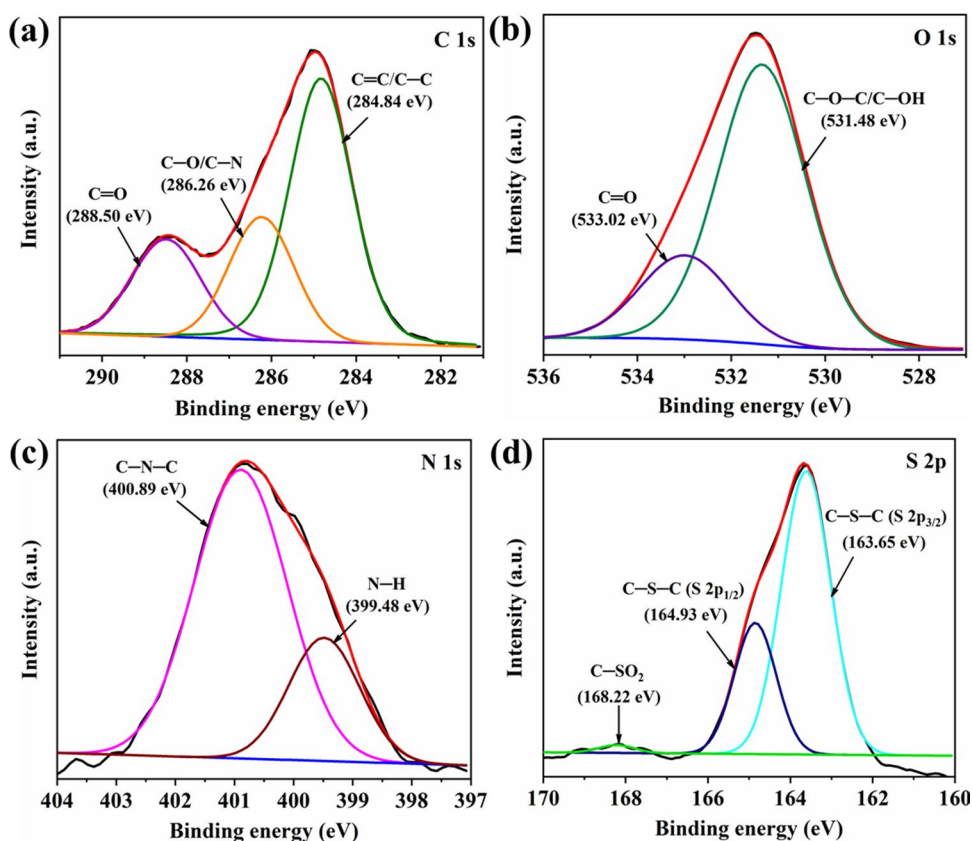 (a)
C 1s
C=C/C—C
(284.84 eV)
C—O/C—N
(286.26 eV)
C=O
(288.50 eV)
Intensity (a.u.)
290 288 286 284 282
Binding energy (eV)
(b)
O 1s
C—O—C/C—OH
(531.48 eV)
C=O
(533.02 eV)
Intensity (a.u.)
536 534 532 530 528
Binding energy (eV)
(c)
N 1s
C—N—C
(400.89 eV)
N—H
(399.48 eV)
Intensity (a.u.)
404 403 402 401 400 399 398 397
Binding energy (eV)
(d)
S 2p
C—S—C (S 2p3/2)
(163.65 eV)
C—S—C (S 2p1/2)
(164.93 eV)
C—SO2
(168.22 eV)
Intensity (a.u.)
170 168 166 164 162 160
Binding energy (eV)